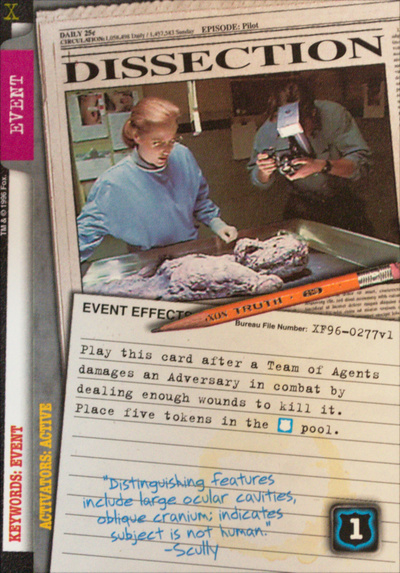 X
DAILY 25¢
EPISODE: Pilot
CIRCULATION: 1,098,498 Daily / 1,457,583 Sunday
DISSECTION
EVENT
TM & © 1996 Fox.
TRUTH
EVENT EFFECTS
Bureau File Number: XF96-0277v1
Play this card after a Team of Agents
damages an Adversary in combat by
dealing enough wounds to kill it.
Place five tokens in the pool.
KEYWORDS: EVENT
ACTIVATORS: ACTIVE
"Distinguishing features
include large ocular cavities,
oblique cranium; indicates
subject is not human."
-Scully
1